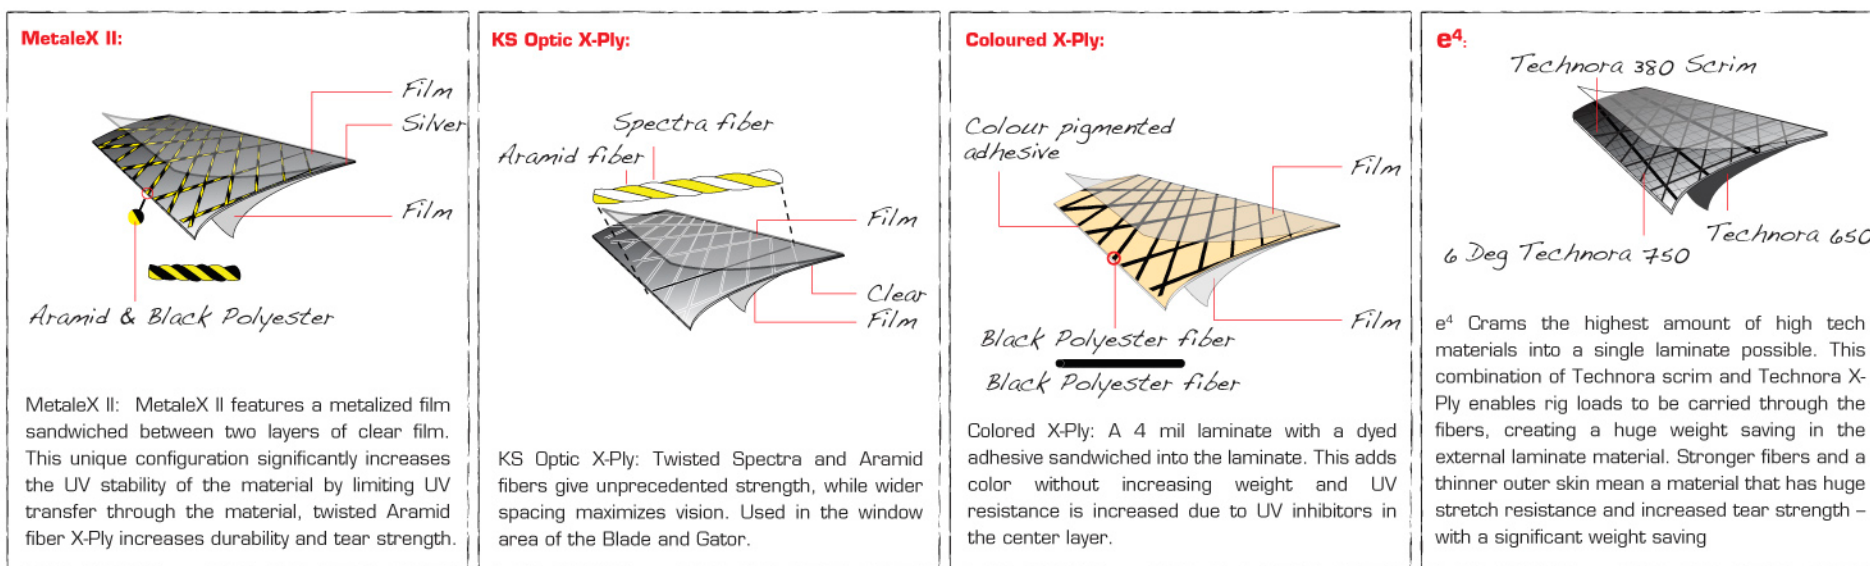 MetaleX II:
Film
Silver
Film
Aramid & Black Polyester
MetaleX II: MetaleX II features a metalized film
sandwiched between two layers of clear film.
This unique configuration significantly increases
the UV stability of the material by limiting UV
transfer through the material, twisted Aramid
fiber X-Ply increases durability and tear strength.
KS Optic X-Ply:
Spectra fiber
Aramid fiber
Film
Clear
Film
KS Optic X-Ply: Twisted Spectra and Aramid
fibers give unprecedented strength, while wider
spacing maximizes vision. Used in the window
area of the Blade and Gator.
Coloured X-Ply:
Colour pigmented
adhesive
Film
Film
Black Polyester fiber
Black Polyester fiber
Colored X-Ply: A 4 mil laminate with a dyed
adhesive sandwiched into the laminate. This adds
color without increasing weight and UV
resistance is increased due to UV inhibitors in
the center layer.
e⁴:
Technora 380 Scrim
Technora 650
6 Deg Technora 750
e⁴ Crams the highest amount of high tech
materials into a single laminate possible. This
combination of Technora scrim and Technora X-
Ply enables rig loads to be carried through the
fibers, creating a huge weight saving in the
external laminate material. Stronger fibers and a
thinner outer skin mean a material that has huge
stretch resistance and increased tear strength –
with a significant weight saving